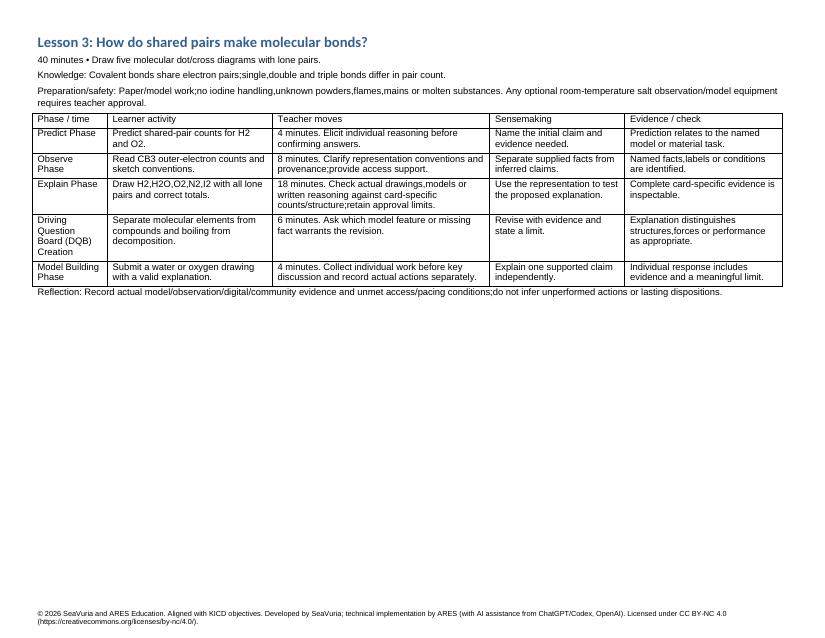 Lesson 3: How do shared pairs make molecular bonds?
40 minutes • Draw five molecular dot/cross diagrams with lone pairs.
Knowledge: Covalent bonds share electron pairs;single,double and triple bonds differ in pair count.
Preparation/safety: Paper/model work;no iodine handling,unknown powders,flames,mains or molten substances. Any optional room-temperature salt observation/model equipment
requires teacher approval.
Phase / time
Learner activity
Teacher moves
Sensemaking
Evidence / check
Predict Phase
Predict shared-pair counts for H2
and O2.
4 minutes. Elicit individual reasoning before
confirming answers.
Name the initial claim and
evidence needed.
Prediction relates to the named
model or material task.
Observe
Phase
Read CB3 outer-electron counts and
sketch conventions.
8 minutes. Clarify representation conventions and
provenance;provide access support.
Separate supplied facts from
inferred claims.
Named facts,labels or conditions
are identified.
Explain Phase
Draw H2,H2O,O2,N2,I2 with all lone
pairs and correct totals.
18 minutes. Check actual drawings,models or
written reasoning against card-specific
counts/structure;retain approval limits.
Use the representation to test
the proposed explanation.
Complete card-specific evidence is
inspectable.
Driving
Question
Board (DQB)
Creation
Separate molecular elements from
compounds and boiling from
decomposition.
6 minutes. Ask which model feature or missing
fact warrants the revision.
Revise with evidence and
state a limit.
Explanation distinguishes
structures,forces or performance
as appropriate.
Model Building
Phase
Submit a water or oxygen drawing
with a valid explanation.
4 minutes. Collect individual work before key
discussion and record actual actions separately.
Explain one supported claim
independently.
Individual response includes
evidence and a meaningful limit.
Reflection: Record actual model/observation/digital/community evidence and unmet access/pacing conditions;do not infer unperformed actions or lasting dispositions.
© 2026 SeaVuria and ARES Education. Aligned with KICD objectives. Developed by SeaVuria; technical implementation by ARES (with AI assistance from ChatGPT/Codex, OpenAI). Licensed under CC BY-NC 4.0
(https://creativecommons.org/licenses/by-nc/4.0/).